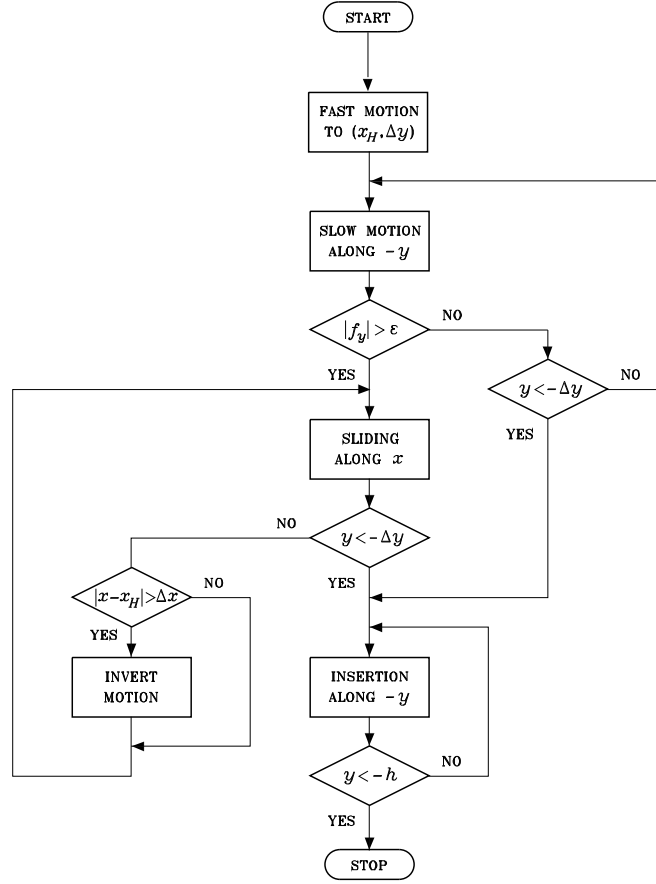 START
FAST MOTION
TO (x_H, Δy)
SLOW MOTION
ALONG -y
|f_y| > ε
NO
YES
y < -Δy
NO
YES
SLIDING
ALONG x
y < -Δy
NO
YES
|x-x_H| > Δx
NO
YES
INVERT
MOTION
INSERTION
ALONG -y
y < -h
NO
YES
STOP